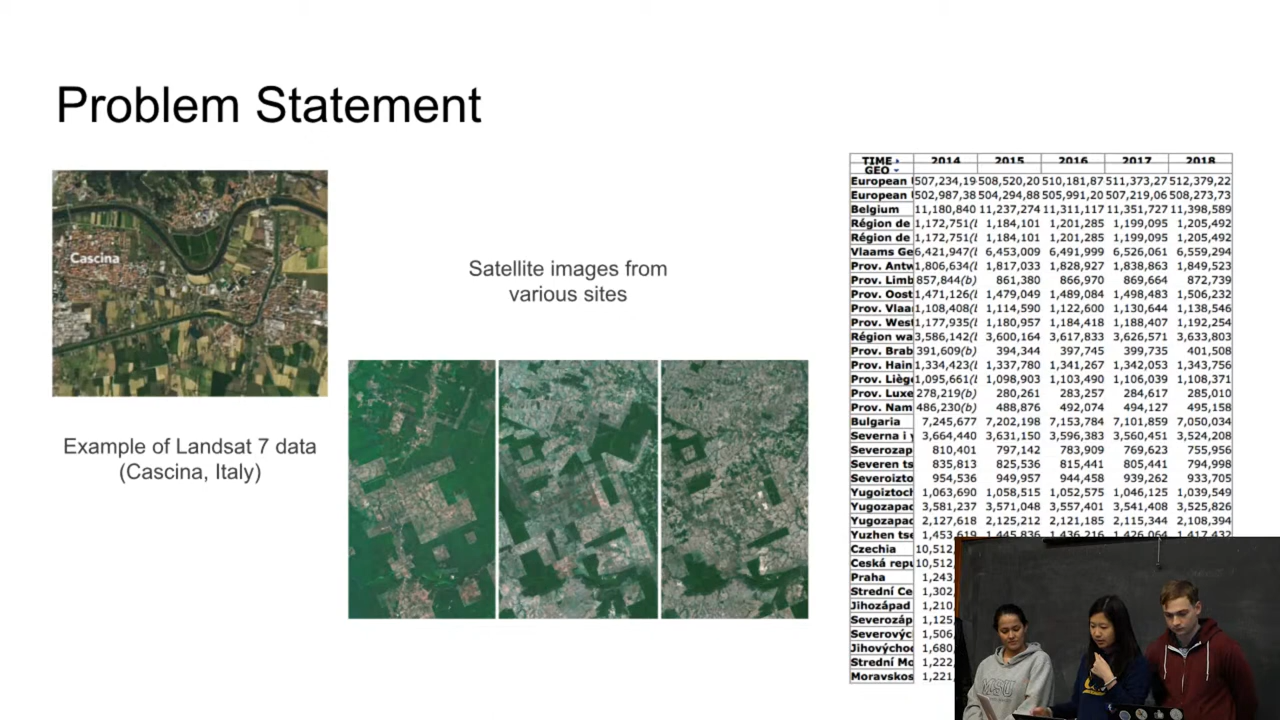 Problem Statement
Cascina
Example of Landsat 7 data
(Cascina, Italy)
Satellite images from
various sites
TIME 2014 2015 2016 2017 2018
GEO
European 507,234,19 508,520,20 510,181,87 511,373,27 512,379,22
European 502,987,38 504,294,88 505,991,20 507,219,06 508,273,73
Belgium 11,180,840 11,237,274 11,311,117 11,351,727 11,398,589
Région de 1,172,751( 1,184,101 1,201,285 1,199,095 1,205,492
Région de 1,172,751( 1,184,101 1,201,285 1,199,095 1,205,492
Vlaams Ge 6,421,947( 6,453,009 6,491,999 6,526,061 6,559,294
Prov. Antw 1,806,634( 1,817,033 1,828,927 1,838,863 1,849,523
Prov. Limb 857,844(b) 861,380 866,970 869,664 872,739
Prov. Oost 1,471,126( 1,479,049 1,489,084 1,498,483 1,506,232
Prov. Vlaa 1,108,408( 1,114,590 1,122,600 1,130,644 1,138,546
Prov. West 1,177,935( 1,180,957 1,184,418 1,188,407 1,192,254
Région wa 3,586,142( 3,600,164 3,617,833 3,626,571 3,633,803
Prov. Brab 391,609(b) 394,344 397,745 399,735 401,508
Prov. Hain 1,334,423( 1,337,780 1,341,267 1,342,053 1,343,756
Prov. Lièg 1,095,661( 1,098,903 1,103,490 1,106,039 1,108,371
Prov. Luxe 278,219(b) 280,261 283,257 284,617 285,010
Prov. Nam 486,230(b) 488,876 492,074 494,127 495,158
Bulgaria 7,245,677 7,202,198 7,153,784 7,101,859 7,050,034
Severna i 3,664,440 3,631,150 3,596,383 3,560,451 3,524,208
Severozap 810,401 797,142 783,909 769,623 755,956
Severen ts 835,813 825,536 815,441 805,441 794,998
Severoizto 954,536 949,957 944,458 939,262 933,705
Yugoiztoch 1,063,690 1,058,515 1,052,575 1,046,125 1,039,549
Yugozapad 3,581,237 3,571,048 3,557,401 3,541,408 3,525,826
Yugozapad 2,127,618 2,125,212 2,121,185 2,115,344 2,108,394
Yuzhen tse 1,453,619 1,445,836 1,436,216 1,426,064 1,417,432
Czechia 10,512,
Ceská repu 10,512,
Praha 1,243,
Strední Ce 1,302,
Jihozápad 1,210,
Severozáp 1,125,
Severovýc 1,506,
Jihovýcho 1,680,
Strední Mo 1,222,
Moravskos 1,221,
MSU